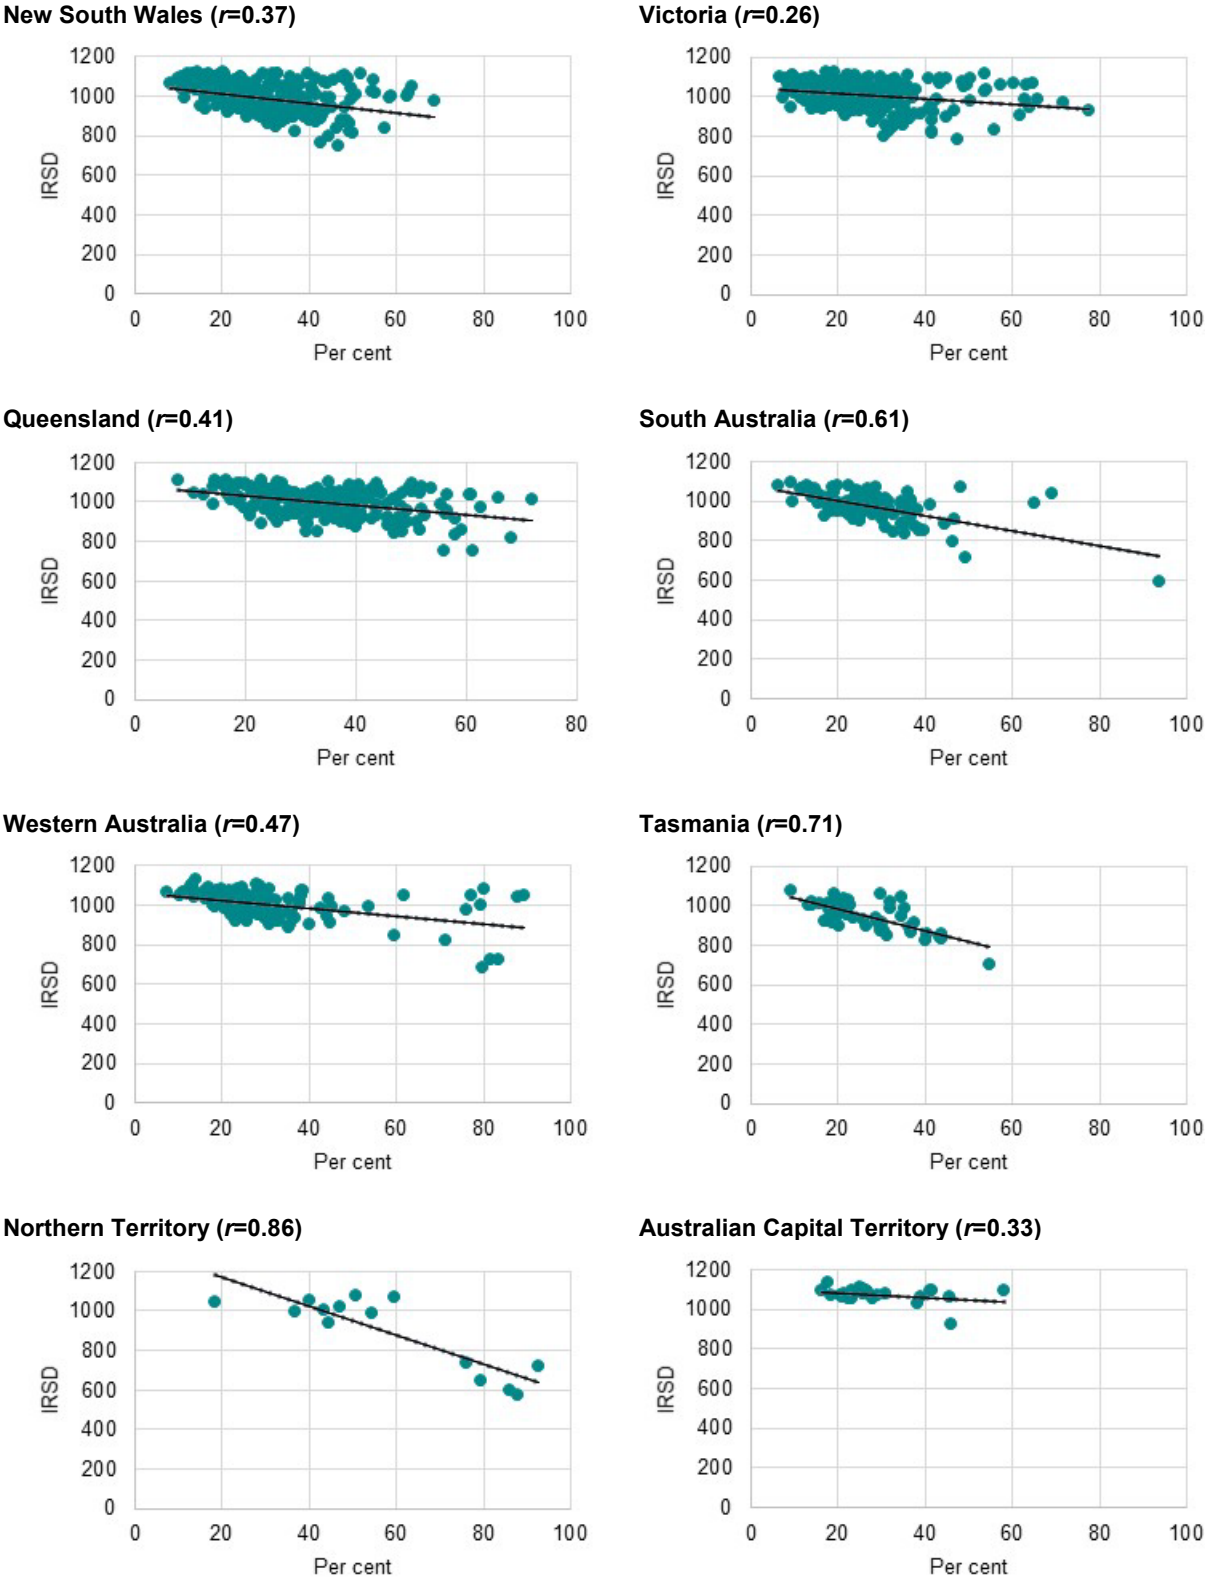 New South Wales (r=0.37)
1200
1000
800
600
400
200
0
IRSD
0 20 40 60 80 100
Per cent
Victoria (r=0.26)
1200
1000
800
600
400
200
0
IRSD
0 20 40 60 80 100
Per cent
Queensland (r=0.41)
1200
1000
800
600
400
200
0
IRSD
0 20 40 60 80
Per cent
South Australia (r=0.61)
1200
1000
800
600
400
200
0
IRSD
0 20 40 60 80 100
Per cent
Western Australia (r=0.47)
1200
1000
800
600
400
200
0
IRSD
0 20 40 60 80 100
Per cent
Tasmania (r=0.71)
1200
1000
800
600
400
200
0
IRSD
0 20 40 60 80 100
Per cent
Northern Territory (r=0.86)
1200
1000
800
600
400
200
0
IRSD
0 20 40 60 80 100
Per cent
Australian Capital Territory (r=0.33)
1200
1000
800
600
400
200
0
IRSD
0 20 40 60 80 100
Per cent